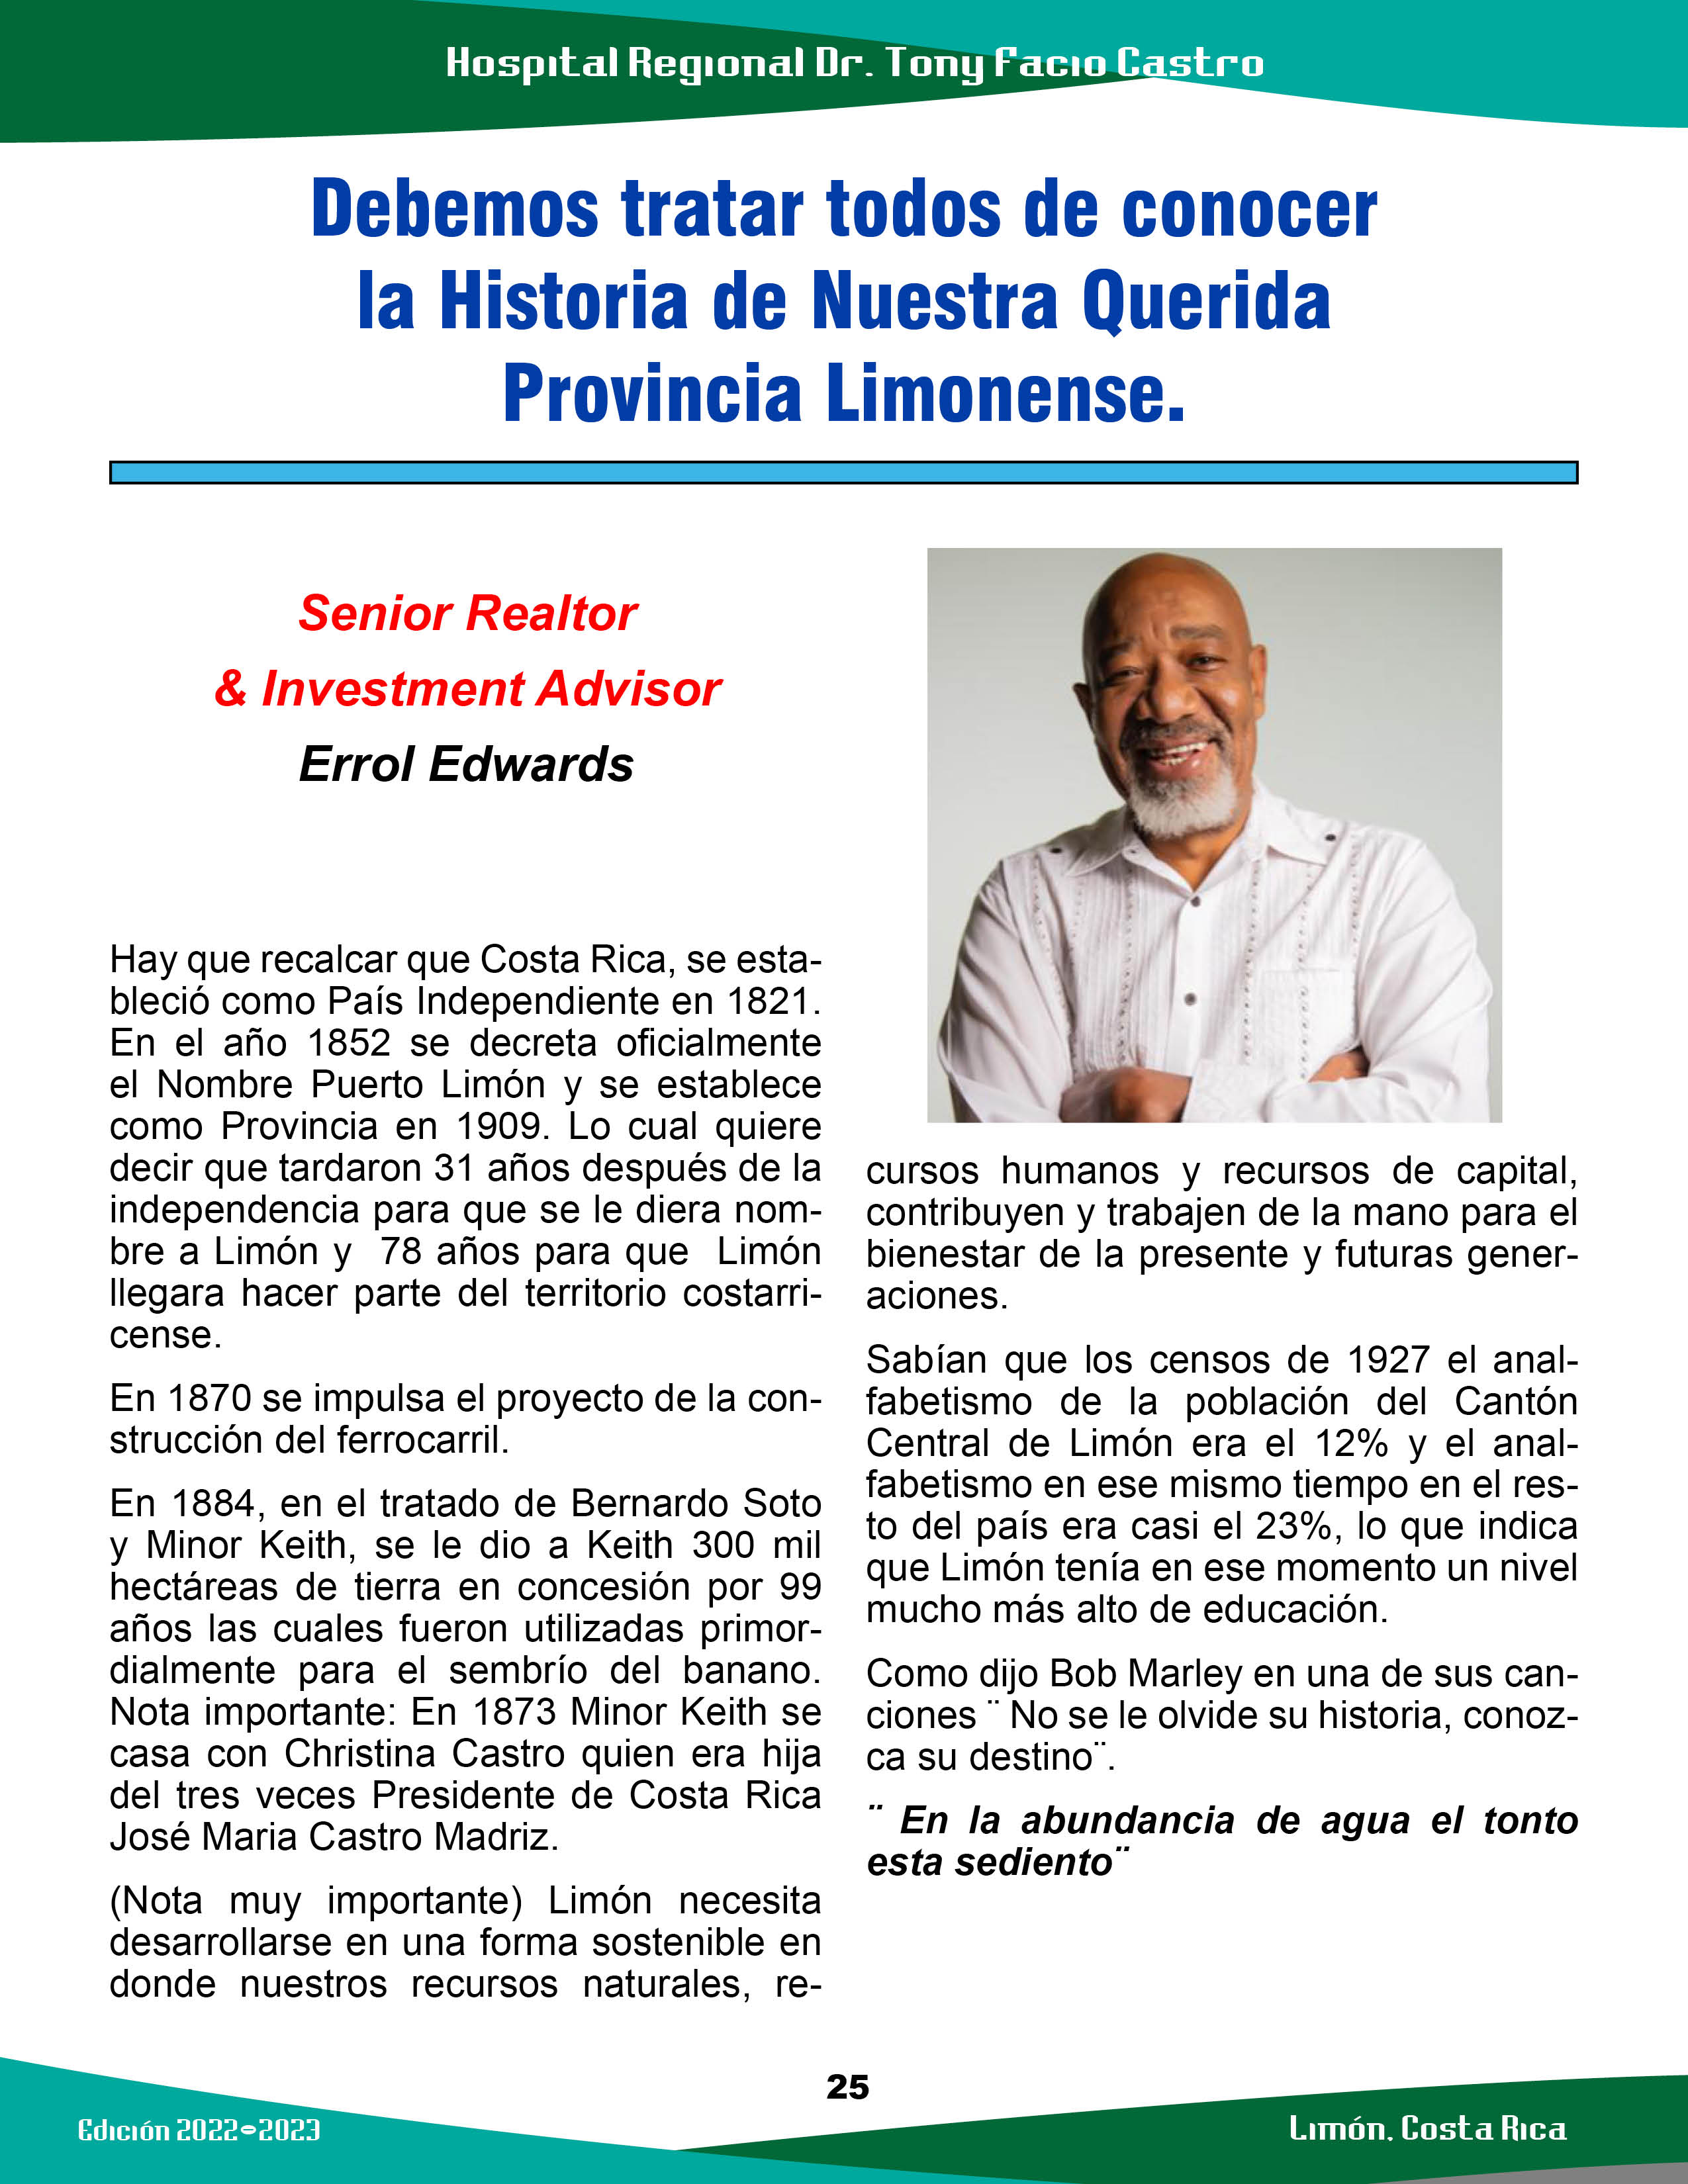 Hospital Regional Dr. Tony Facio Castro
Debemos tratar todos de conocer
la Historia de Nuestra Querida
Provincia Limonense.
Senior Realtor
& Investment Advisor
Errol Edwards
Hay que recalcar que Costa Rica, se esta-
bleció como País Independiente en 1821.
En el año 1852 se decreta oficialmente
el Nombre Puerto Limón y se establece
como Provincia en 1909. Lo cual quiere
decir que tardaron 31 años después de la
independencia para que se le diera nom-
bre a Limón y  78 años para que  Limón
llegara hacer parte del territorio costarri-
cense.
En 1870 se impulsa el proyecto de la con-
strucción del ferrocarril.
En 1884, en el tratado de Bernardo Soto
y Minor Keith, se le dio a Keith 300 mil
hectáreas de tierra en concesión por 99
años las cuales fueron utilizadas primor-
dialmente para el sembrío del banano.
Nota importante: En 1873 Minor Keith se
casa con Christina Castro quien era hija
del tres veces Presidente de Costa Rica
José Maria Castro Madriz.
(Nota muy importante) Limón necesita
desarrollarse en una forma sostenible en
donde nuestros recursos naturales, re-
cursos humanos y recursos de capital,
contribuyen y trabajen de la mano para el
bienestar de la presente y futuras gener-
aciones.
Sabían que los censos de 1927 el anal-
fabetismo de la población del Cantón
Central de Limón era el 12% y el anal-
fabetismo en ese mismo tiempo en el res-
to del país era casi el 23%, lo que indica
que Limón tenía en ese momento un nivel
mucho más alto de educación.
Como dijo Bob Marley en una de sus can-
ciones ¨ No se le olvide su historia, conoz-
ca su destino¨.
¨ En la abundancia de agua el tonto
esta sediento¨
25
Edición 2022-2023
Limón, Costa Rica